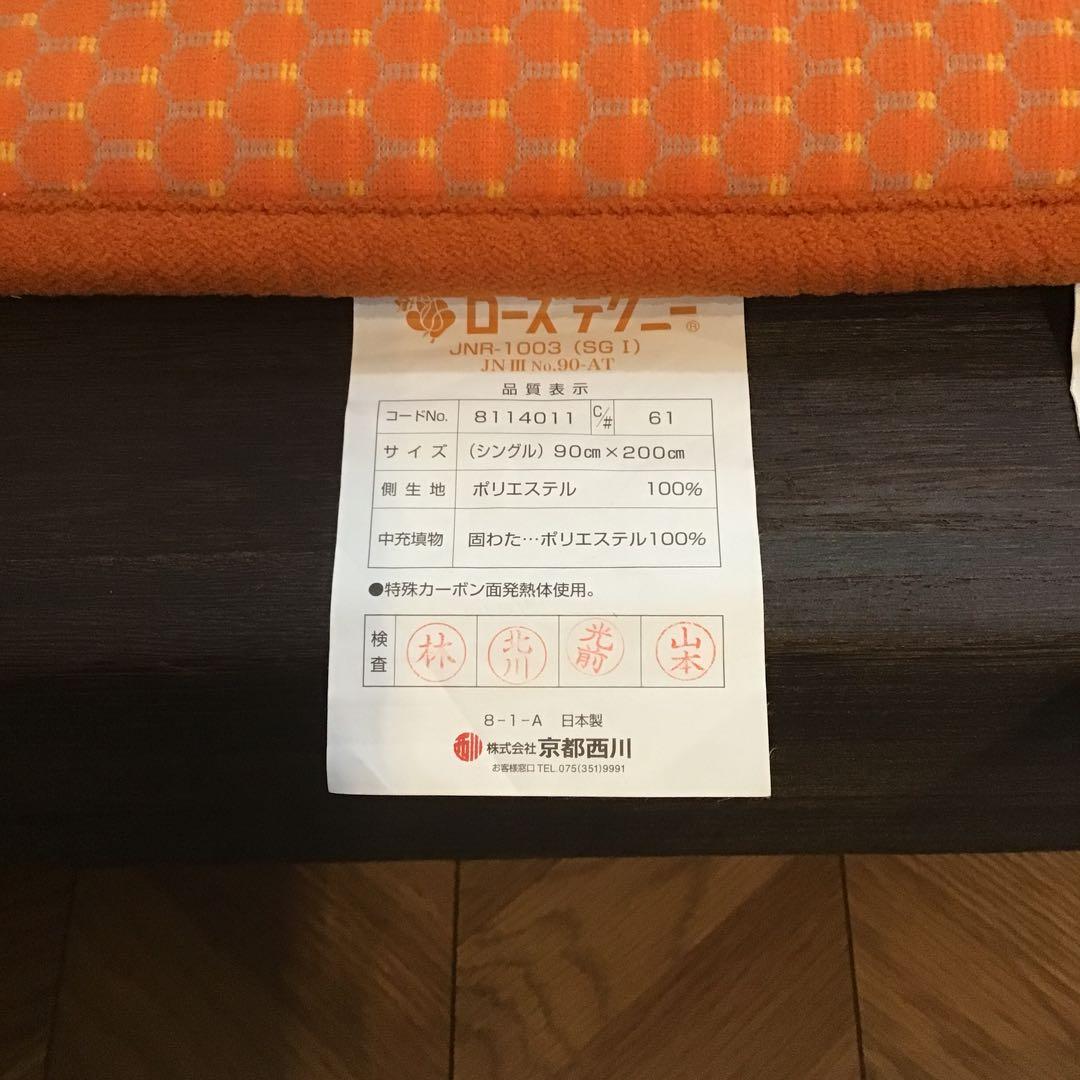 ローズテクニー®
JNR-1003 (SG I)
JN III No.90-AT
品質表示
コードNo. 8114011 C/# 61
サイズ (シングル) 90cm×200cm
側生地 ポリエステル 100%
中充填物 固わた…ポリエステル100%
●特殊カーボン面発熱体使用。
検査 林 北川 光前 山本
8-1-A 日本製
西川 株式会社 京都西川
お客様窓口 TEL.075(351)9991